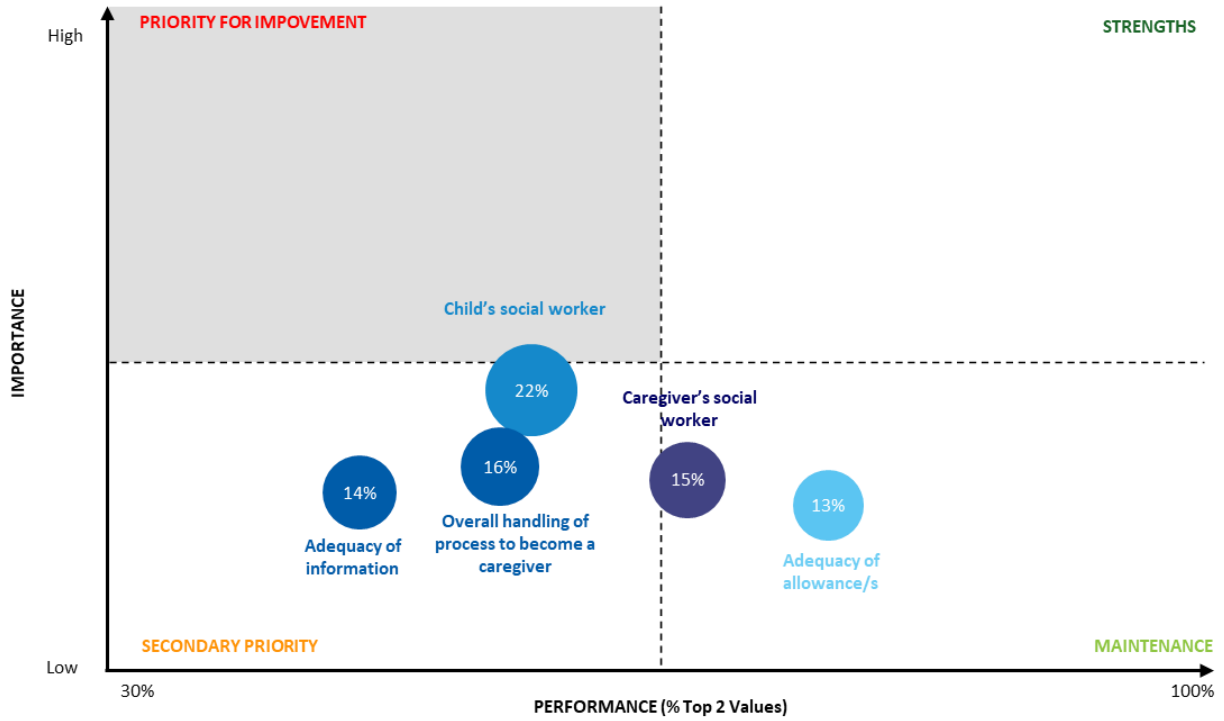 PRIORITY FOR IMPOVEMENT
STRENGTHS
High
IMPORTANCE
Child’s social worker
22%
Caregiver’s social
worker
16%
15%
14%
13%
Overall handling of
process to become a
caregiver
Adequacy of
information
Adequacy of
allowance/s
SECONDARY PRIORITY
MAINTENANCE
Low
30%
100%
PERFORMANCE (% Top 2 Values)